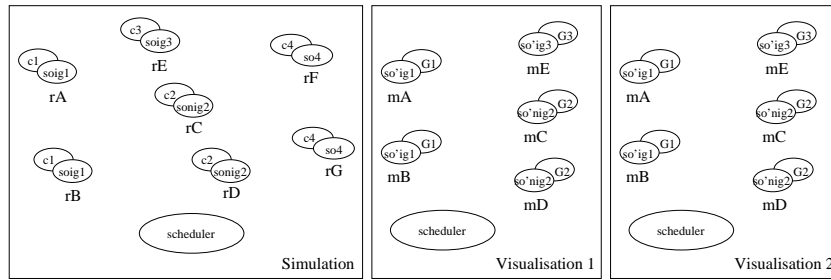 c1
soig1
rA
c3
soig3
rE
c4
so4
rF
c2
sonig2
rC
c1
soig1
rB
c2
sonig2
rD
c4
so4
rG
scheduler
Simulation
G1
so'ig1
mA
G3
so'ig3
mE
G2
so'nig2
mC
G1
so'ig1
mB
G2
so'nig2
mD
scheduler
Visualisation 1
G1
so'ig1
mA
G3
so'ig3
mE
G2
so'nig2
mC
G1
so'ig1
mB
G2
so'nig2
mD
scheduler
Visualisation 2